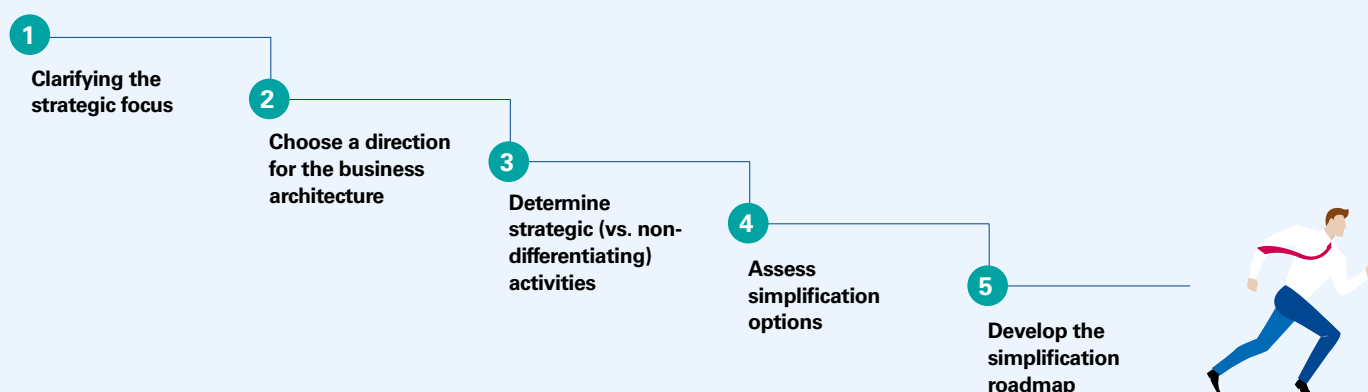 1
Clarifying the
strategic focus
2
Choose a direction
for the business
architecture
3
Determine
strategic (vs. non-
differentiating)
activities
4
Assess
simplification
options
5
Develop the
simplification
roadmap